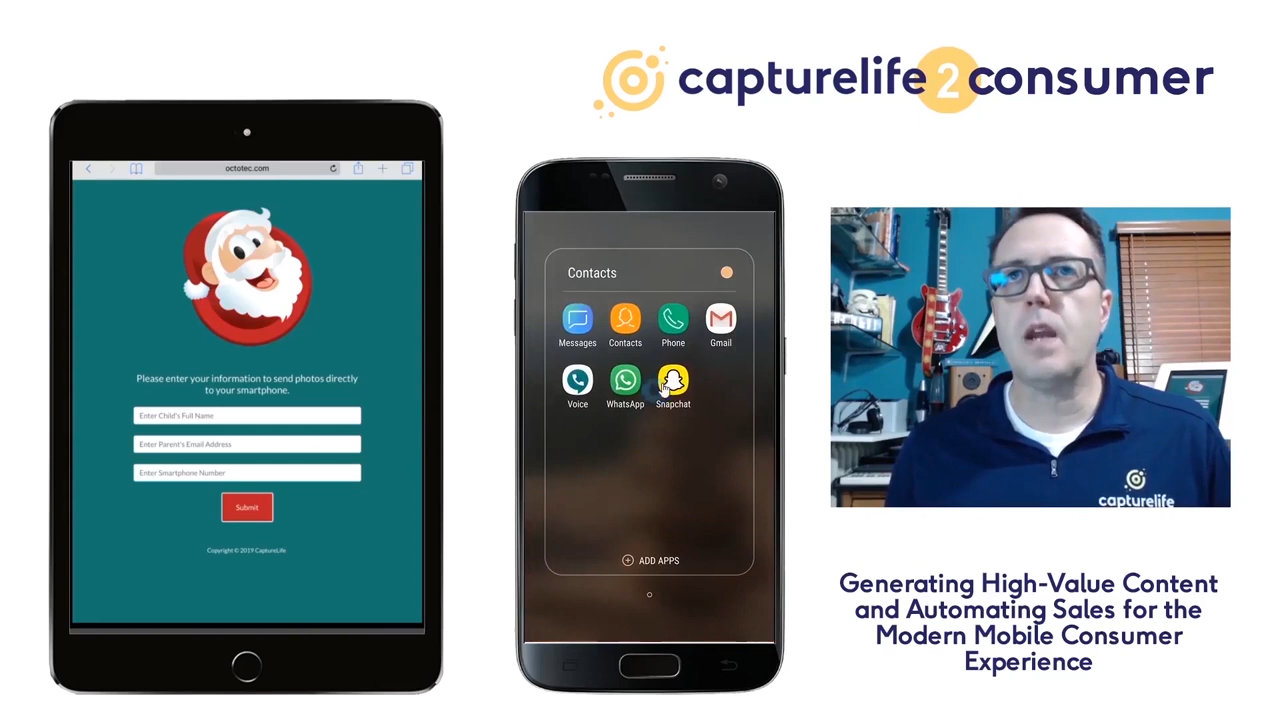 capturelife 2 consumer
octotec.com
Please enter your information to send photos directly
to your smartphone.
Enter Child's Full Name
Enter Parent's Email Address
Enter Smartphone Number
Submit
Copyright © 2019 CaptureLife
Contacts
Messages Contacts Phone Gmail
Voice WhatsApp Snapchat
ADD APPS
capturelife
Generating High-Value Content
and Automating Sales for the
Modern Mobile Consumer
Experience